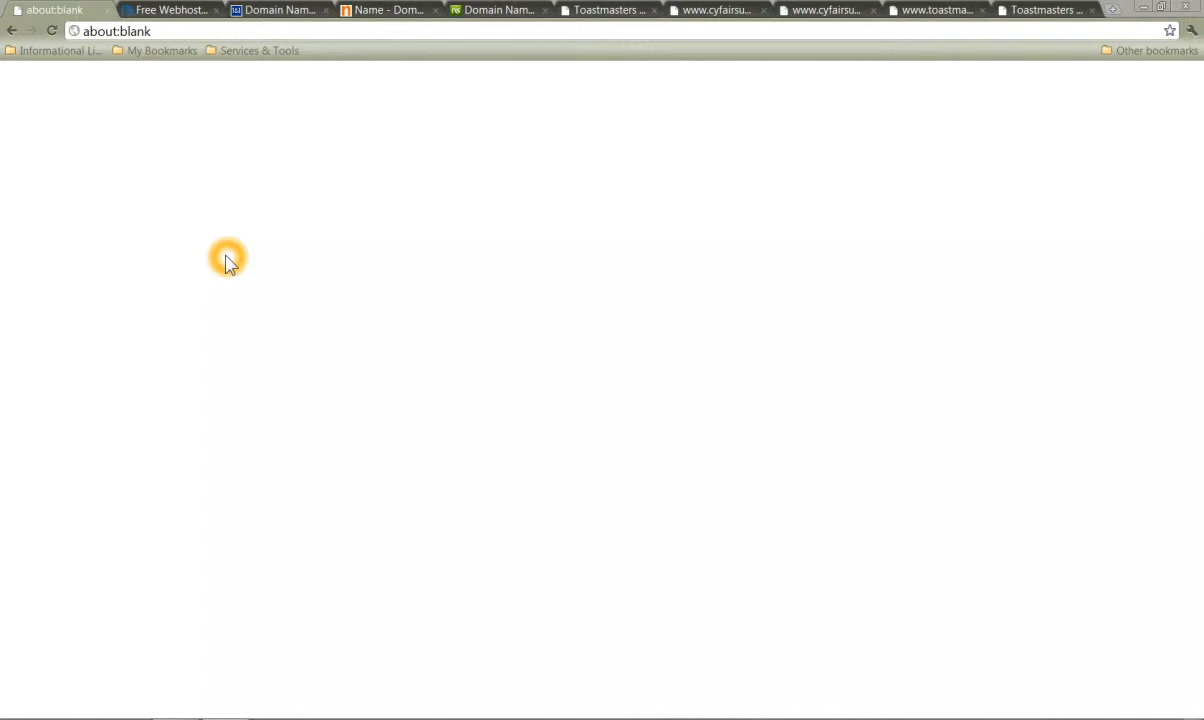 about:blank Free Webhost... Domain Nam... Name - Dom... Domain Nam... Toastmasters ... www.cyfairsu... www.cyfairsu... www.toastma... Toastmasters ...
about:blank
Informational Li... My Bookmarks Services & Tools Other bookmarks